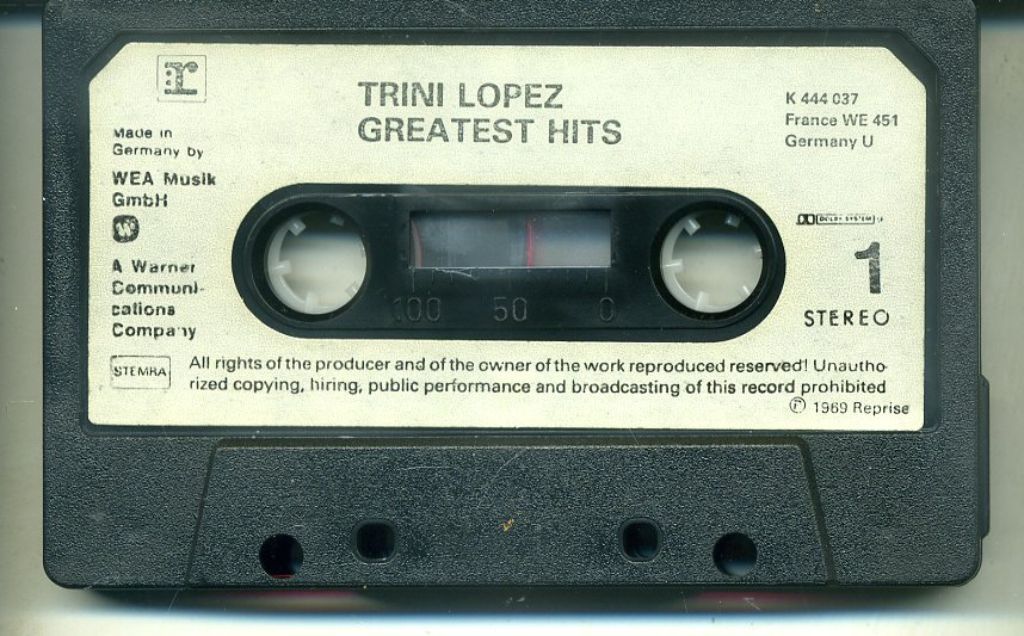 r
TRINI LOPEZ
GREATEST HITS
K 444 037
France WE 451
Germany U
Made in
Germany by
WEA Musik
GmbH
A Warner
Communi-
cations
Company
DOLBY SYSTEM
1
STEREO
100 50 0
STEMRA
All rights of the producer and of the owner of the work reproduced reserved! Unautho-
rized copying, hiring, public performance and broadcasting of this record prohibited
Ⓟ 1969 Reprise